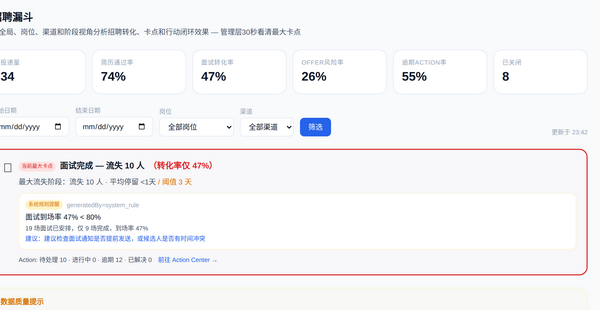 聘漏斗
全局、岗位、渠道和阶段视角分析招聘转化、卡点和行动闭环效果 — 管理层30秒看清最大卡点
投递量 简历通过率 面试转化率 OFFER风险率 逾期ACTION率 已关闭
34 74% 47% 26% 55% 8
始日期 结束日期 岗位 渠道
mm/dd/yyyy mm/dd/yyyy 全部岗位 全部渠道 筛选
更新于 23:42
当前最大卡点 面试完成 — 流失 10 人 （转化率仅 47%）
最大流失阶段：流失 10 人 · 平均停留 <1天 / 阈值 3 天
系统规则提醒 generatedBy=system_rule
面试到场率 47% < 80%
19 场面试已安排，仅 9 场完成，到场率 47%
建议：建议检查面试通知是否提前发送，或候选人是否有时间冲突
Action: 待处理 10 · 进行中 0 · 逾期 12 · 已解决 0 前往 Action Center →
数据质量提示